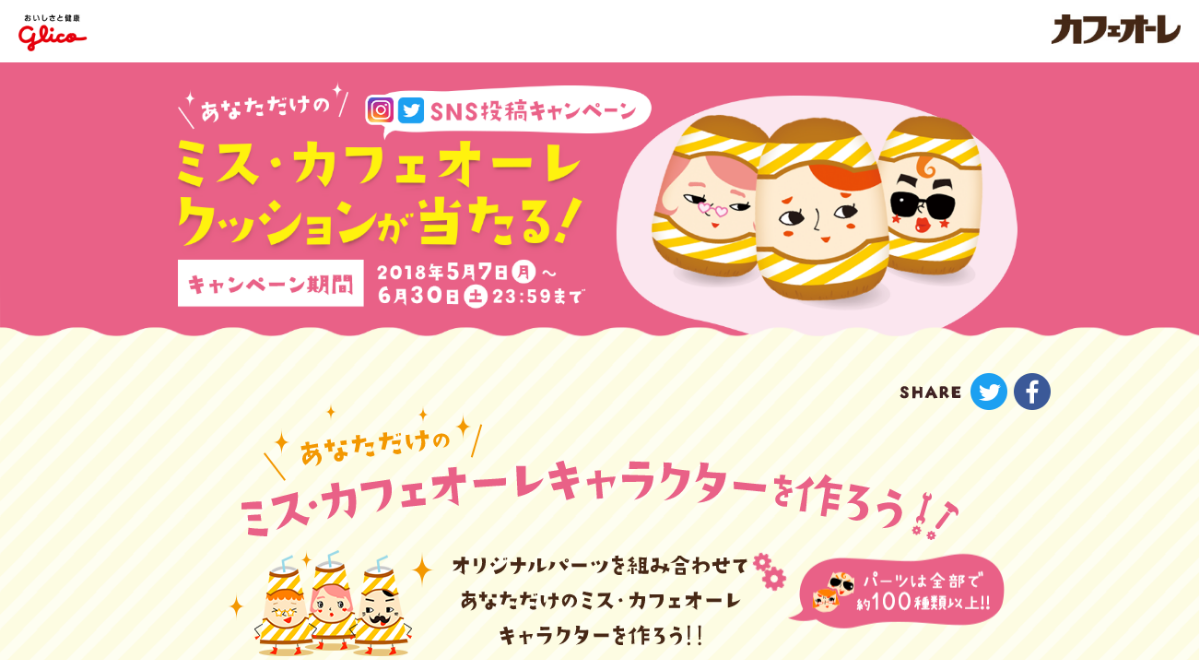 おいしさと健康
glico
カフェオーレ
あなただけの
SNS投稿キャンペーン
ミス・カフェオーレ
クッションが当たる!
キャンペーン期間
2018年5月7日月~
6月30日土23:59まで
SHARE
あなただけの
ミス・カフェオーレキャラクターを作ろう!!
オリジナルパーツを組み合わせて
あなただけのミス・カフェオーレ
キャラクターを作ろう!!
パーツは全部で
約100種類以上!!